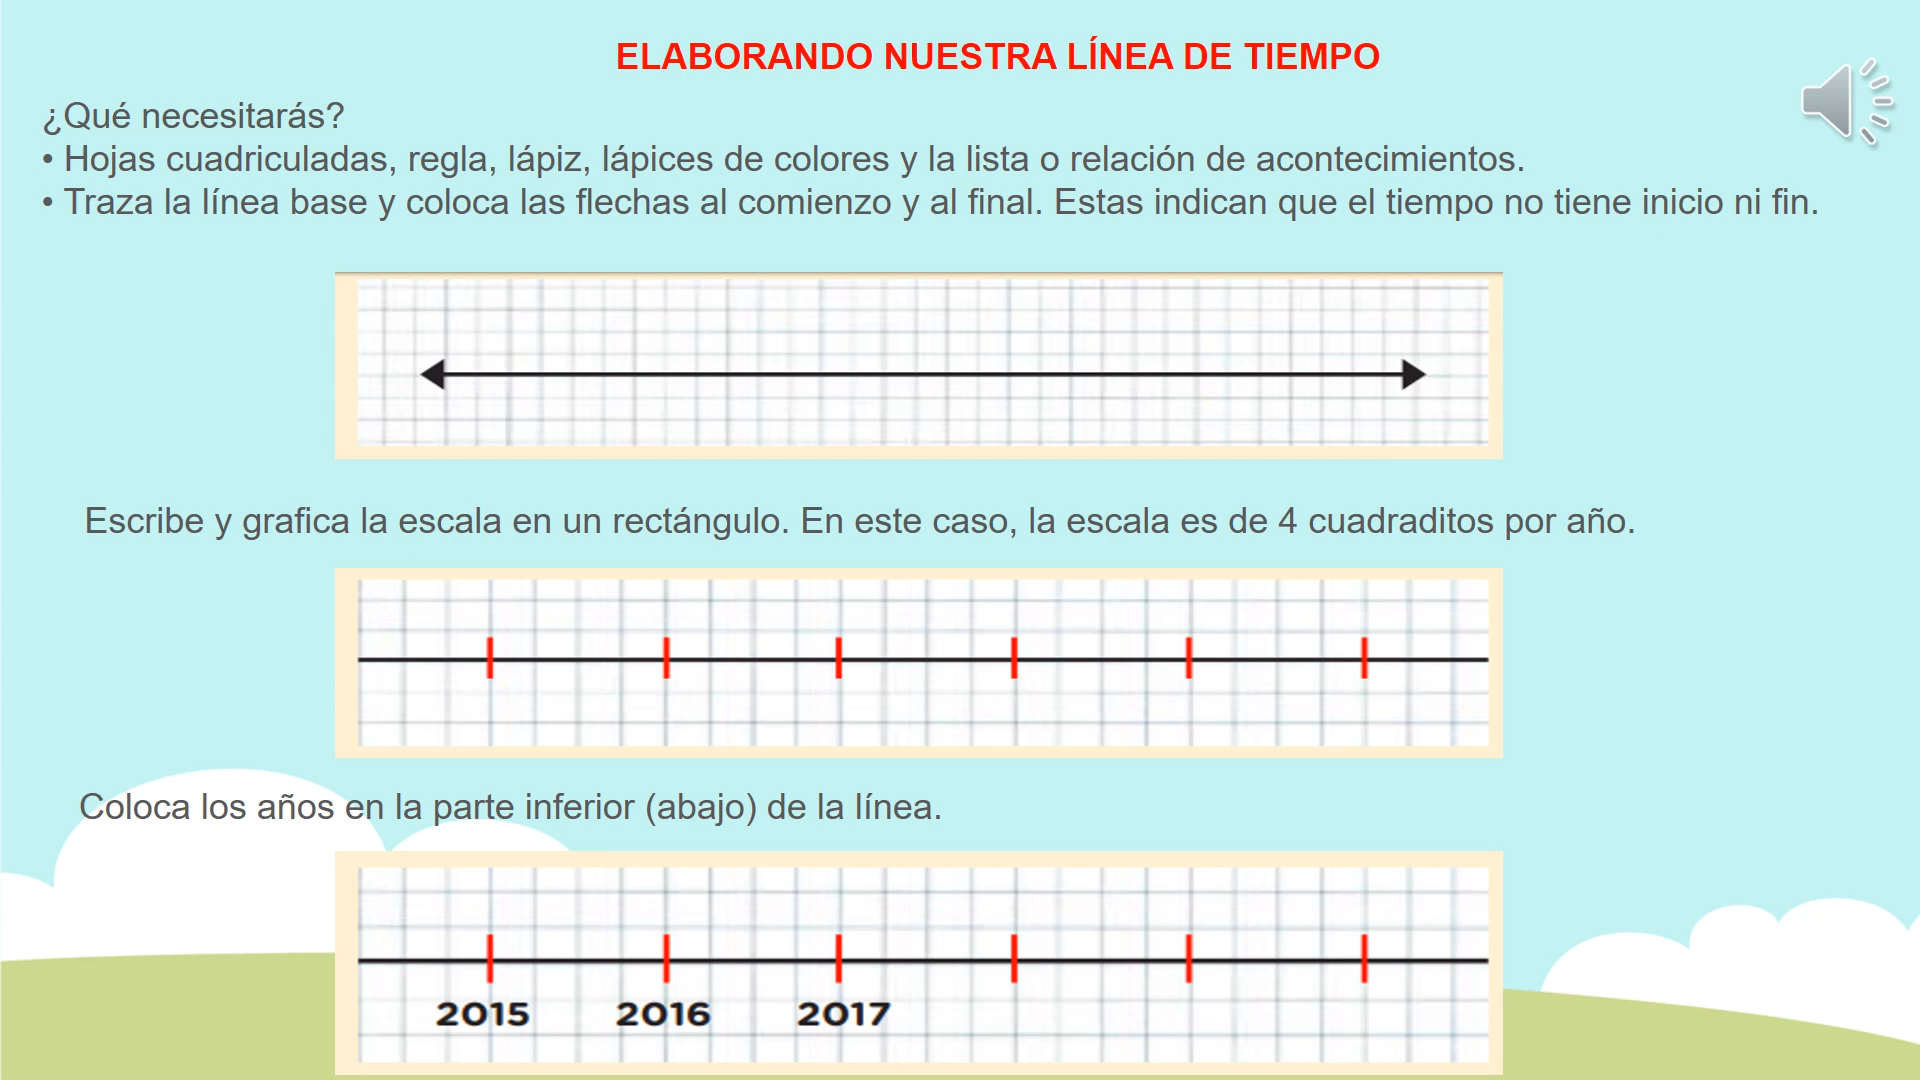 ELABORANDO NUESTRA LÍNEA DE TIEMPO
¿Qué necesitarás?
• Hojas cuadriculadas, regla, lápiz, lápices de colores y la lista o relación de acontecimientos.
• Traza la línea base y coloca las flechas al comienzo y al final. Estas indican que el tiempo no tiene inicio ni fin.
Escribe y grafica la escala en un rectángulo. En este caso, la escala es de 4 cuadraditos por año.
Coloca los años en la parte inferior (abajo) de la línea.
2015 2016 2017